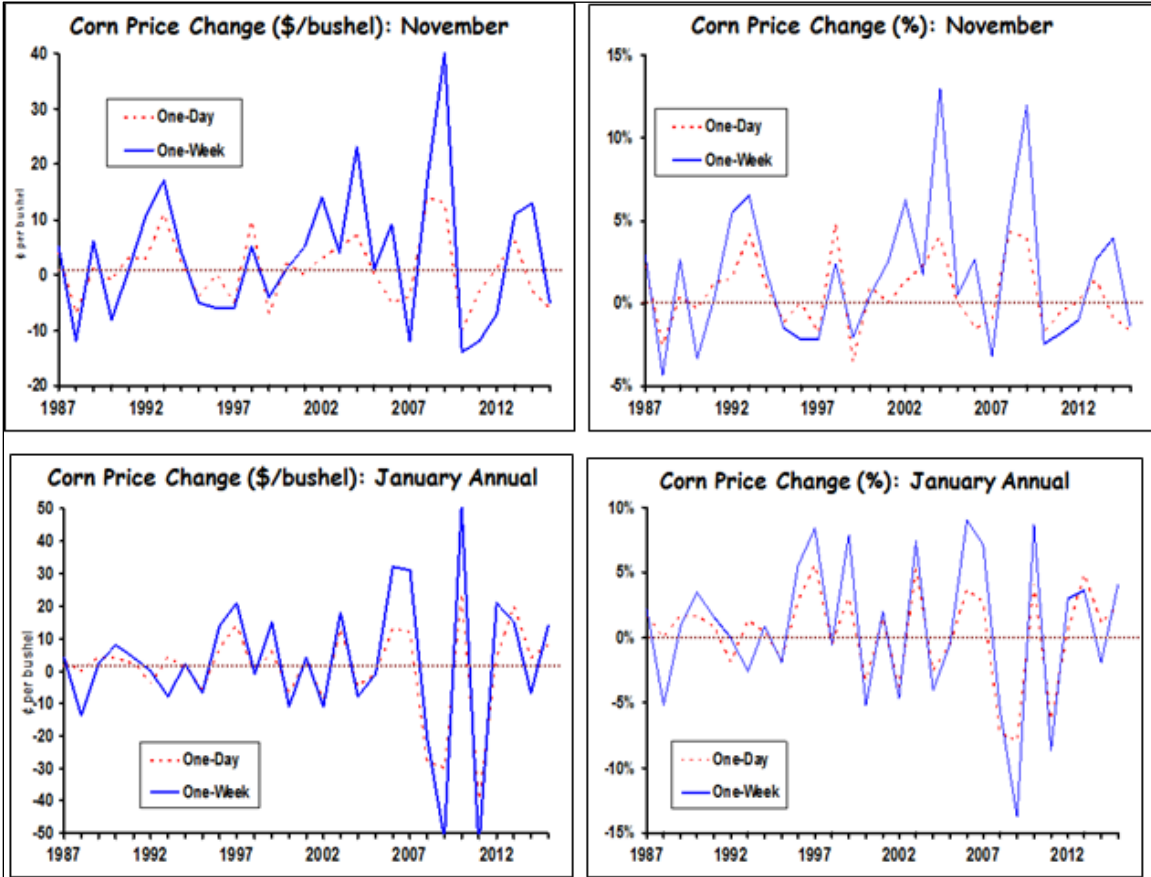 Corn Price Change ($/bushel): November
40
30
20
10
0
-10
-20
¢ per bushel
One-Day
One-Week
1987 1992 1997 2002 2007 2012
Corn Price Change (%): November
15%
10%
5%
0%
-5%
One-Day
One-Week
1987 1992 1997 2002 2007 2012
Corn Price Change ($/bushel): January Annual
50
40
30
20
10
0
-10
-20
-30
-40
-50
¢ per bushel
One-Day
One-Week
1987 1992 1997 2002 2007 2012
Corn Price Change (%): January Annual
10%
5%
0%
-5%
-10%
-15%
One-Day
One-Week
1987 1992 1997 2002 2007 2012